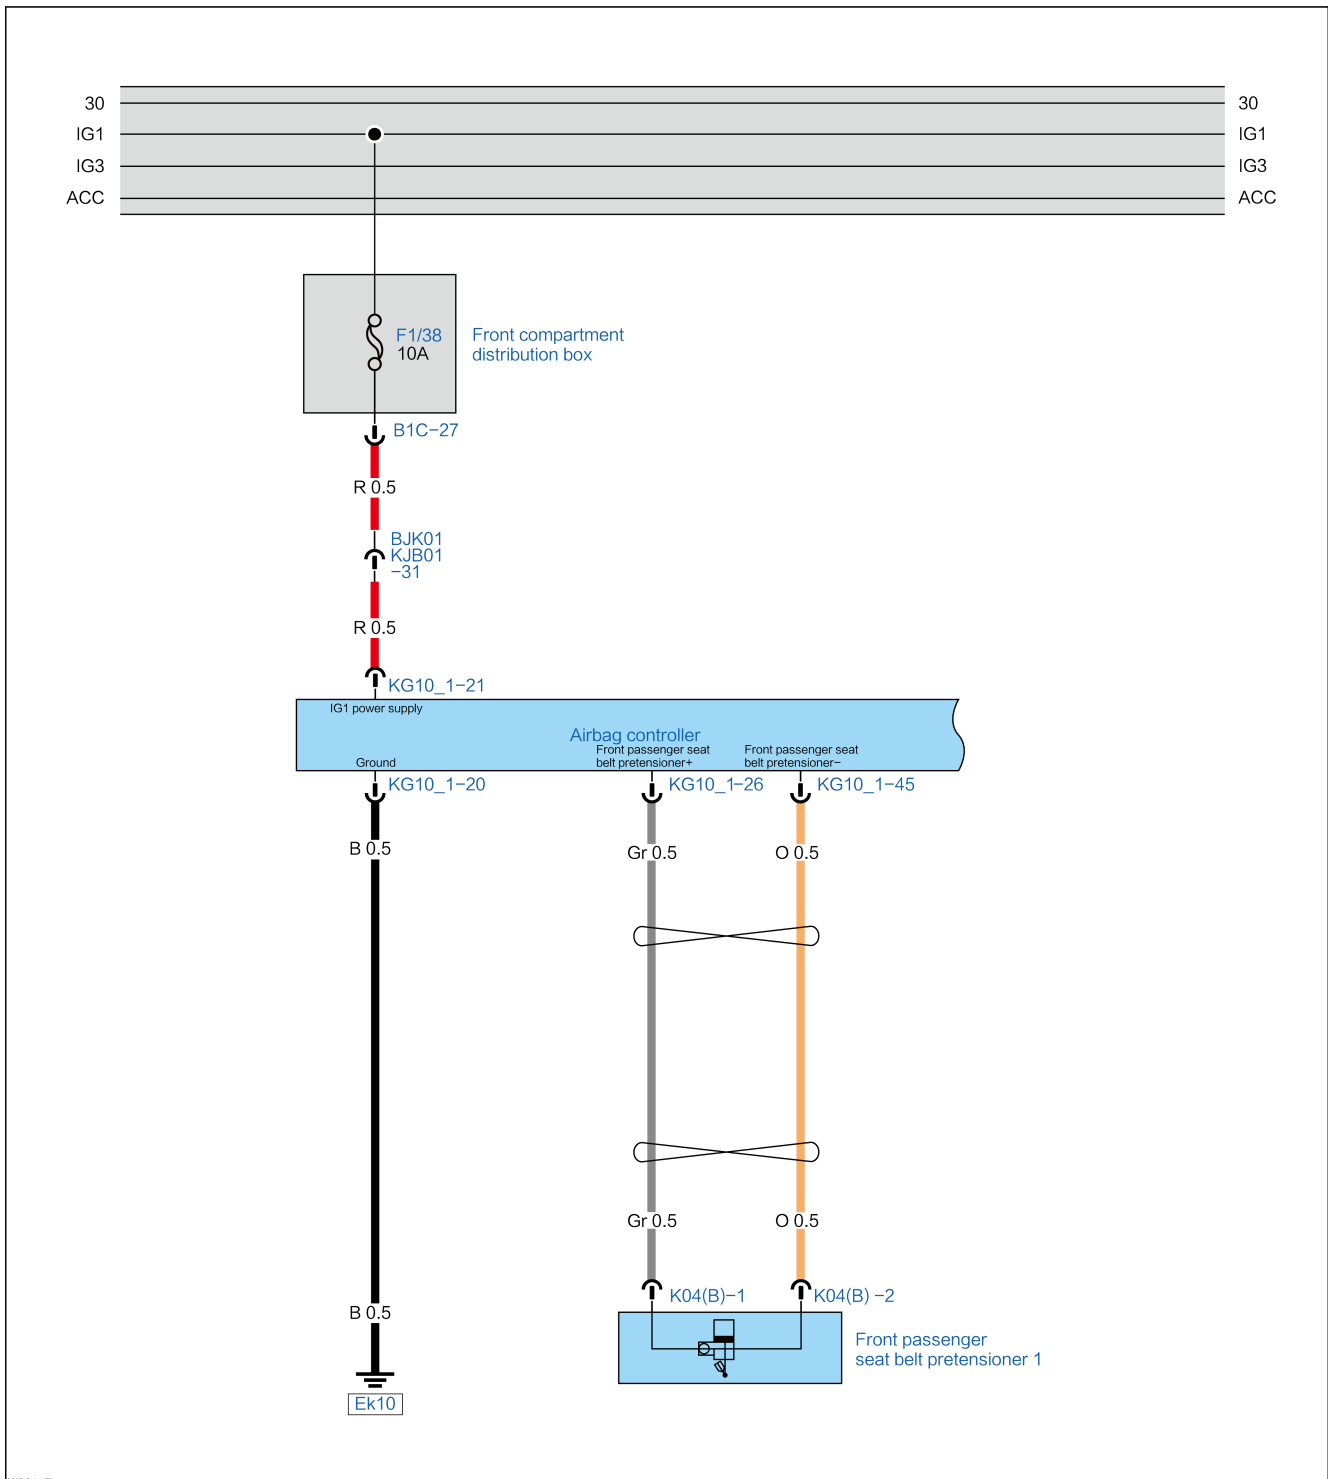 30 30
IG1 IG1
IG3 IG3
ACC ACC
F1/38
10A
Front compartment
distribution box
B1C-27
R 0.5
BJK01
KJB01
-31
R 0.5
KG10_1-21
IG1 power supply
Airbag controller
Front passenger seat
belt pretensioner+
Front passenger seat
belt pretensioner-
Ground
KG10_1-20
KG10_1-26
KG10_1-45
B 0.5
Gr 0.5
O 0.5
Gr 0.5
O 0.5
K04(B)-1
K04(B) -2
B 0.5
Front passenger
seat belt pretensioner 1
Ek10